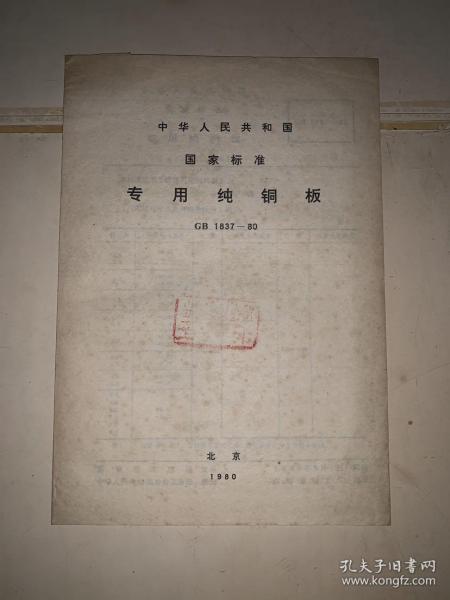 中华人民共和国
国家标准
专用纯铜板
GB 1837－80
北京
1980
孔夫子旧书网
www.kongfz.com